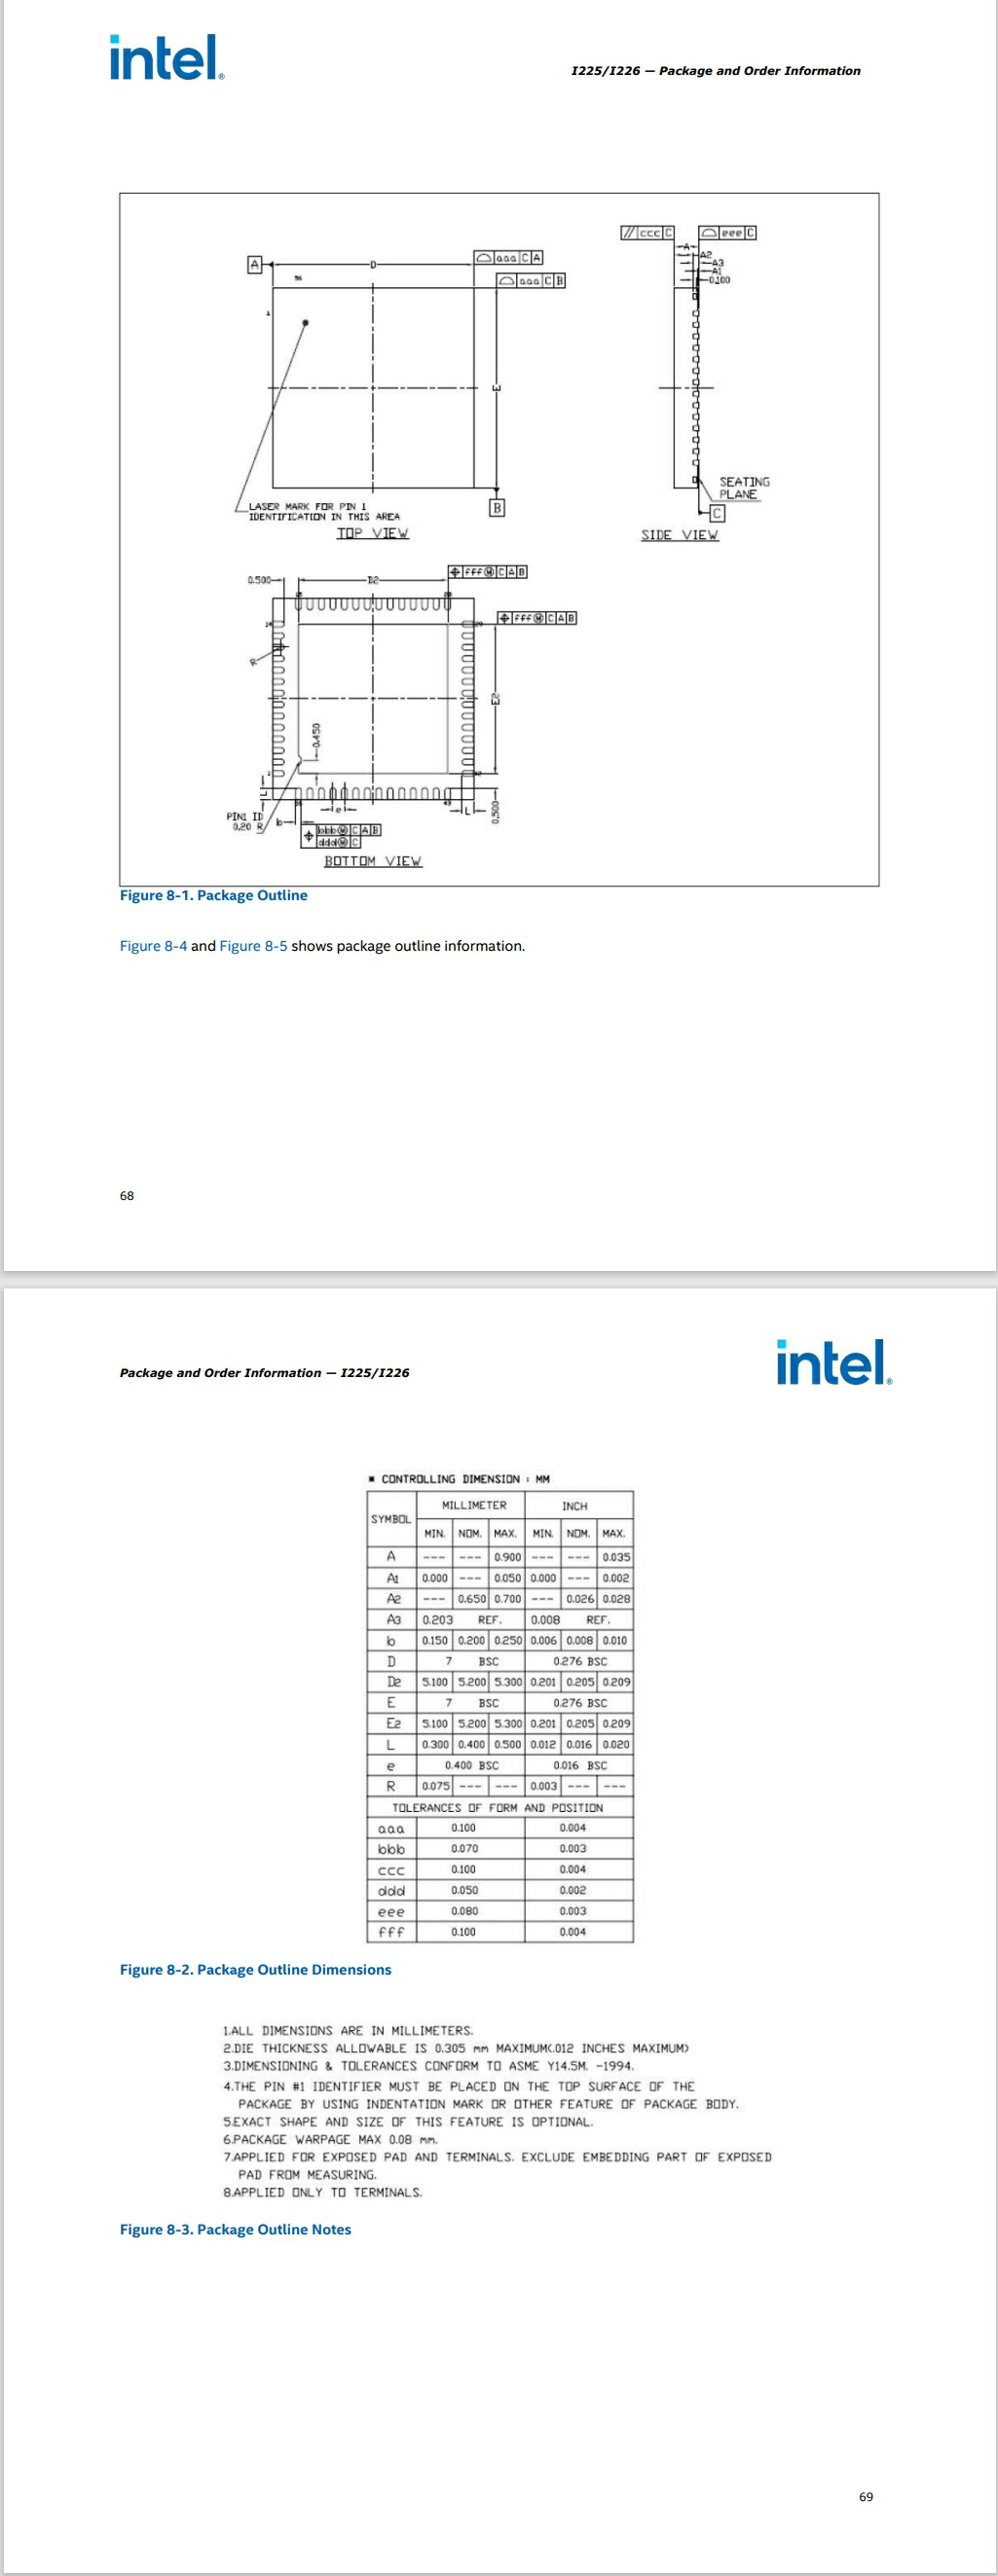 intel.
I225/I226 — Package and Order Information
// ccc C
eee C
A
A2
A3
A1
0.100
A
D
aaa C A
aaa C B
56
1
E
LASER MARK FOR PIN 1
IDENTIFICATION IN THIS AREA
TOP VIEW
B
SEATING
PLANE
C
SIDE VIEW
0.500
D2
fff M C A B
fff M C A B
14
R
E2
0.450
1
L
PIN1 ID
0.20 R
b
e
43
L
0.500
bbb M C A B
ddd M C
BOTTOM VIEW
Figure 8-1. Package Outline
Figure 8-4 and Figure 8-5 shows package outline information.
68
Package and Order Information — I225/I226
intel.
* CONTROLLING DIMENSION : MM
SYMBOL MILLIMETER INCH
MIN. NOM. MAX. MIN. NOM. MAX.
A --- --- 0.900 --- --- 0.035
A1 0.000 --- 0.050 0.000 --- 0.002
A2 --- 0.650 0.700 --- 0.026 0.028
A3 0.203 REF. 0.008 REF.
b 0.150 0.200 0.250 0.006 0.008 0.010
D 7 BSC 0.276 BSC
D2 5.100 5.200 5.300 0.201 0.205 0.209
E 7 BSC 0.276 BSC
E2 5.100 5.200 5.300 0.201 0.205 0.209
L 0.300 0.400 0.500 0.012 0.016 0.020
e 0.400 BSC 0.016 BSC
R 0.075 --- --- 0.003 --- ---
TOLERANCES OF FORM AND POSITION
aaa 0.100 0.004
bbb 0.070 0.003
ccc 0.100 0.004
ddd 0.050 0.002
eee 0.080 0.003
fff 0.100 0.004
Figure 8-2. Package Outline Dimensions
1.ALL DIMENSIONS ARE IN MILLIMETERS.
2.DIE THICKNESS ALLOWABLE IS 0.305 mm MAXIMUM(.012 INCHES MAXIMUM)
3.DIMENSIONING & TOLERANCES CONFORM TO ASME Y14.5M. -1994.
4.THE PIN #1 IDENTIFIER MUST BE PLACED ON THE TOP SURFACE OF THE
PACKAGE BY USING INDENTATION MARK OR OTHER FEATURE OF PACKAGE BODY.
5.EXACT SHAPE AND SIZE OF THIS FEATURE IS OPTIONAL.
6.PACKAGE WARPAGE MAX 0.08 mm.
7.APPLIED FOR EXPOSED PAD AND TERMINALS. EXCLUDE EMBEDDING PART OF EXPOSED
PAD FROM MEASURING.
8.APPLIED ONLY TO TERMINALS.
Figure 8-3. Package Outline Notes
69